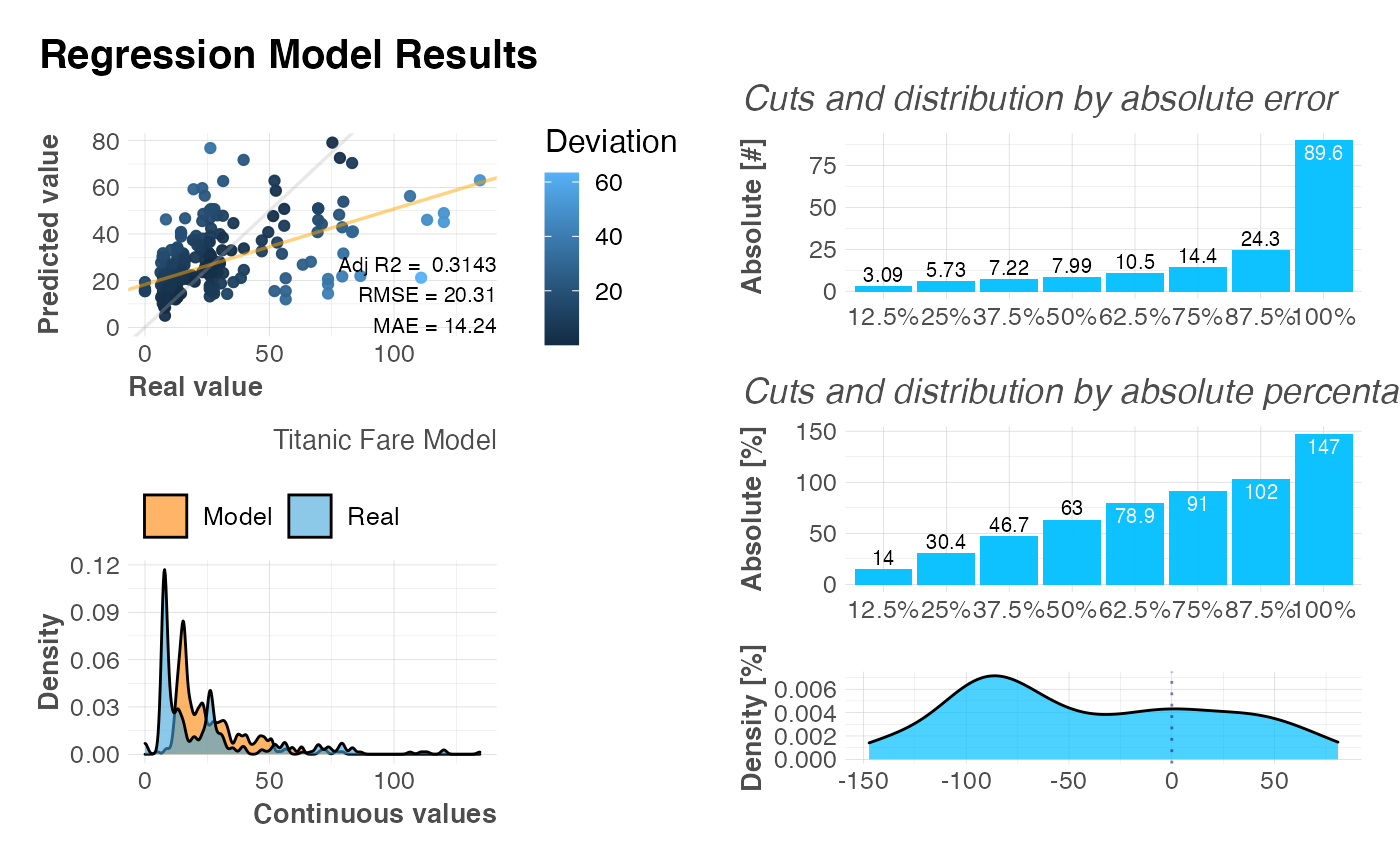 Regression Model Results
Predicted value
80
60
40
20
0
Adj R2 = 0.3143
RMSE = 20.31
MAE = 14.24
0 50 100
Real value
Deviation
60
40
20
Titanic Fare Model
Model Real
Density
0.12
0.09
0.06
0.03
0.00
0 50 100
Continuous values
Cuts and distribution by absolute error
Absolute [#]
75
50
25
0
3.09 5.73 7.22 7.99 10.5 14.4 24.3 89.6
12.5% 25% 37.5% 50% 62.5% 75% 87.5% 100%
Cuts and distribution by absolute percenta
Absolute [%]
150
100
50
0
14 30.4 46.7 63 78.9 91 102 147
12.5% 25% 37.5% 50% 62.5% 75% 87.5% 100%
Density [%]
0.006
0.004
0.002
0.000
-150 -100 -50 0 50